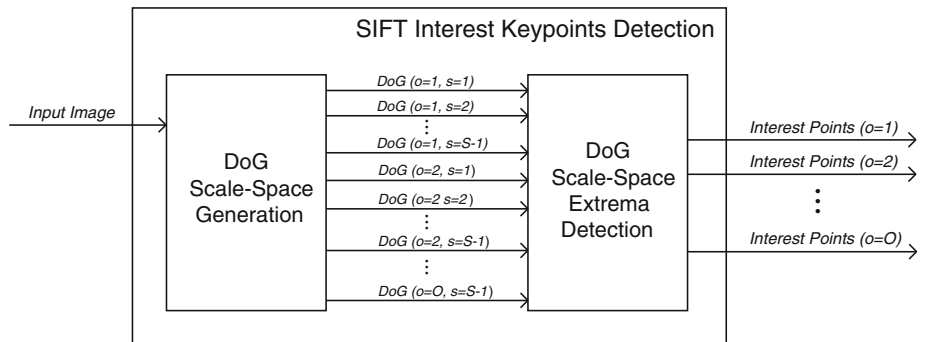 SIFT Interest Keypoints Detection
Input Image
DoG
Scale-Space
Generation
DoG (o=1, s=1)
DoG (o=1, s=2)
⋮
DoG (o=1, s=S-1)
DoG (o=2, s=1)
DoG (o=2 s=2)
⋮
DoG (o=2, s=S-1)
⋮
DoG (o=O, s=S-1)
DoG
Scale-Space
Extrema
Detection
Interest Points (o=1)
Interest Points (o=2)
⋮
Interest Points (o=O)